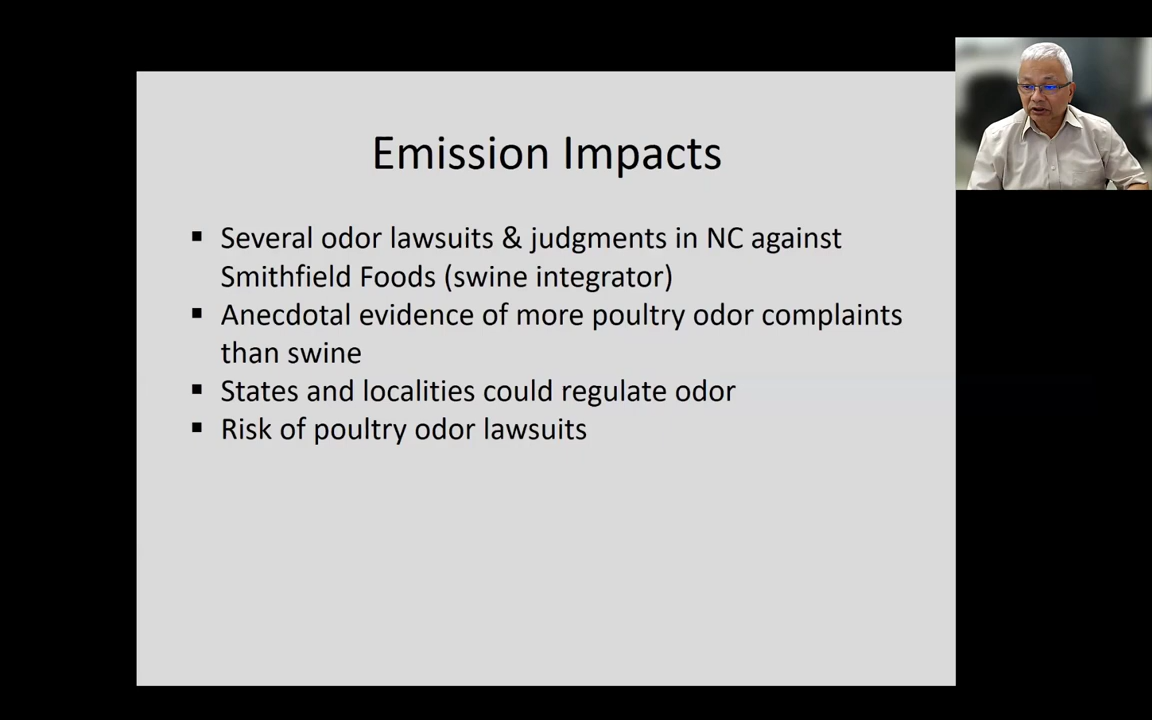 Emission Impacts
▪ Several odor lawsuits & judgments in NC against
Smithfield Foods (swine integrator)
▪ Anecdotal evidence of more poultry odor complaints
than swine
▪ States and localities could regulate odor
▪ Risk of poultry odor lawsuits